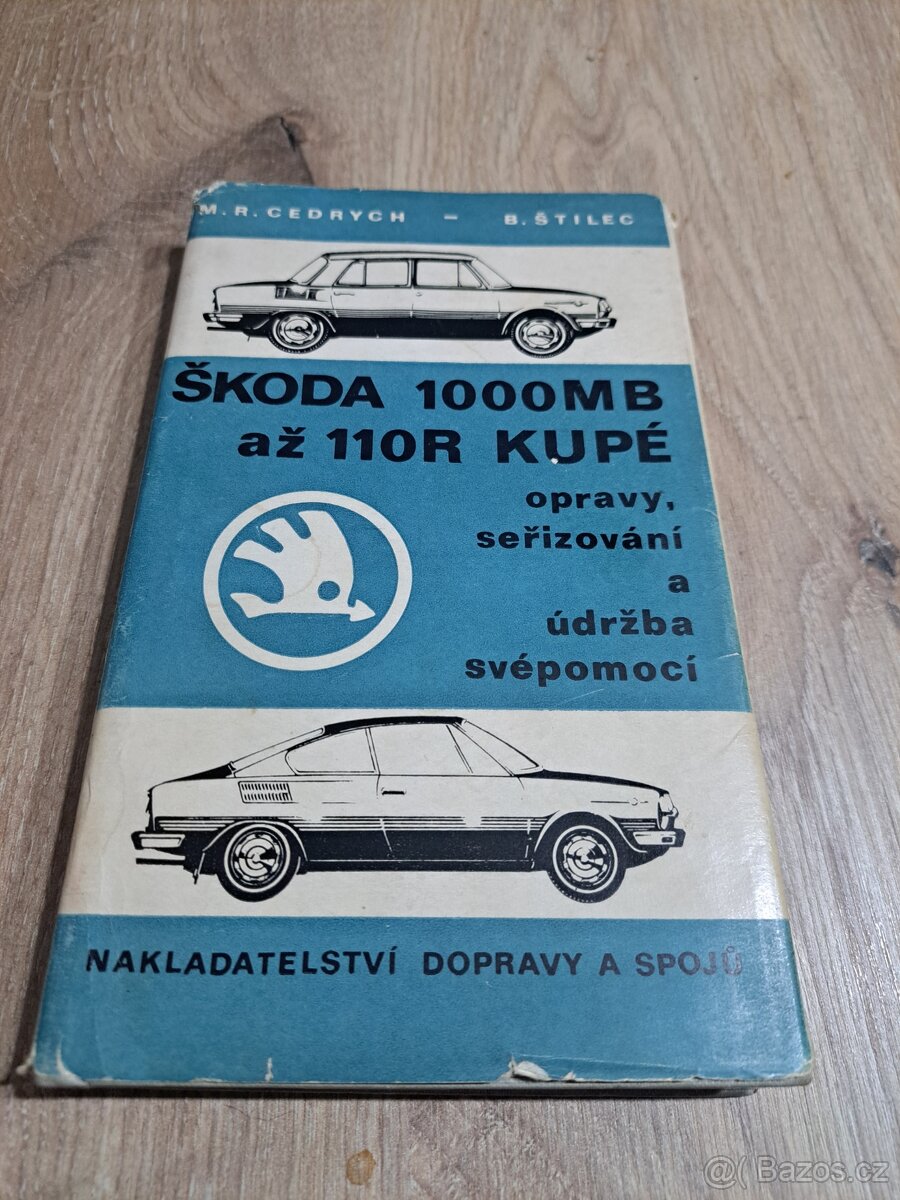 M. R. CEDRYCH – B. ŠTILEC
ŠKODA 1000MB
až 110R KUPÉ
opravy,
seřizování
a
údržba
svépomocí
NAKLADATELSTVÍ DOPRAVY A SPOJŮ
@( Bazos.cz